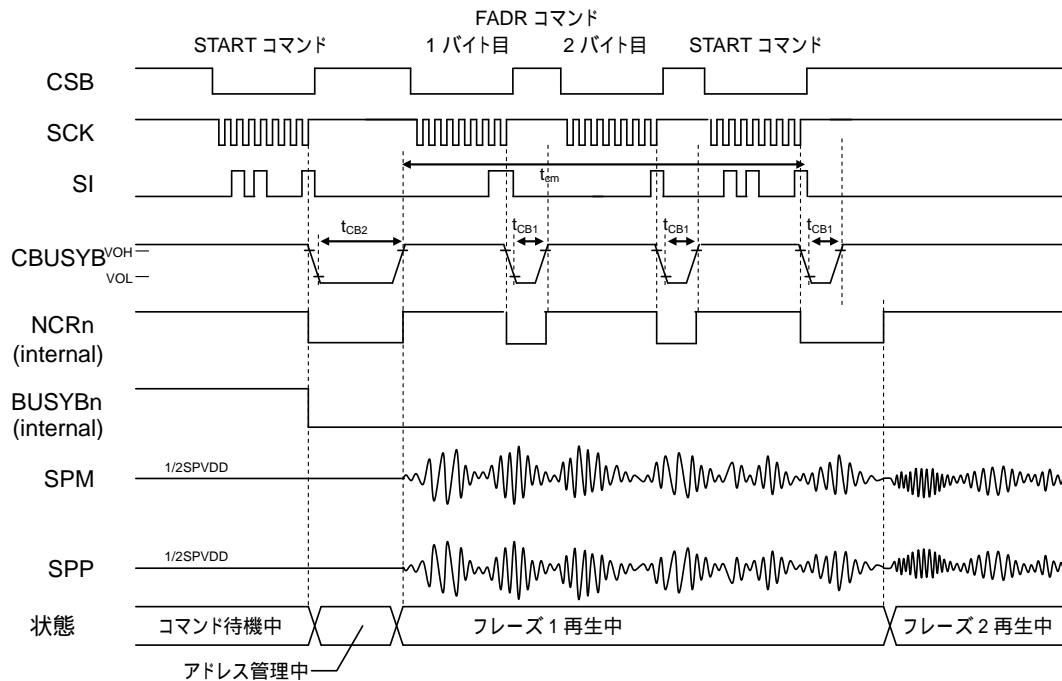 FADR コマンド
START コマンド 1 バイト目 2 バイト目 START コマンド
CSB
SCK
SI
tcm
tCB2 tCB1 tCB1 tCB1
CBUSYB VOH
VOL
NCRn
(internal)
BUSYBn
(internal)
SPM 1/2SPVDD
SPP 1/2SPVDD
状態 コマンド待機中 フレーズ 1 再生中 フレーズ 2 再生中
アドレス管理中